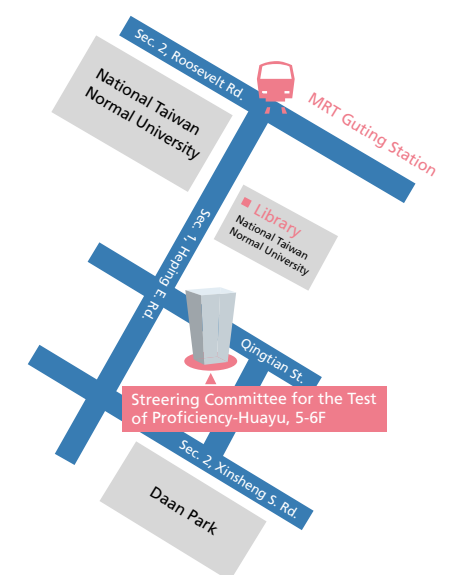 Sec. 2, Roosevelt Rd.
MRT Guting Station
National Taiwan
Normal University
Library
National Taiwan
Normal University
Sec. 1, Heping E. Rd.
Qingtian St.
Streering Committee for the Test
of Proficiency-Huayu, 5-6F
Sec. 2, Xinsheng S. Rd.
Daan Park